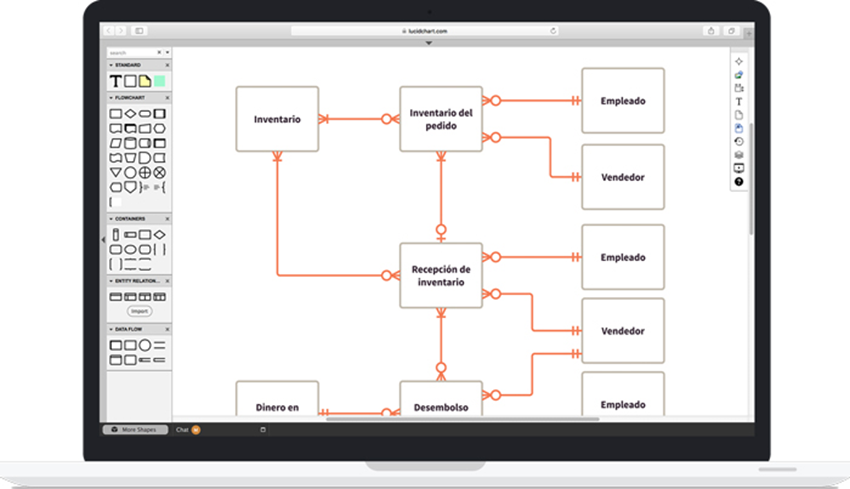 lucidchart.com
search
STANDARD
T
FLOWCHART
CONTAINERS
ENTITY RELATION...
Import
DATA FLOW
More Shapes
Chat
Inventario
Inventario del
pedido
Empleado
Vendedor
Recepción de
inventario
Empleado
Vendedor
Dinero en
Desembolso
Empleado
T